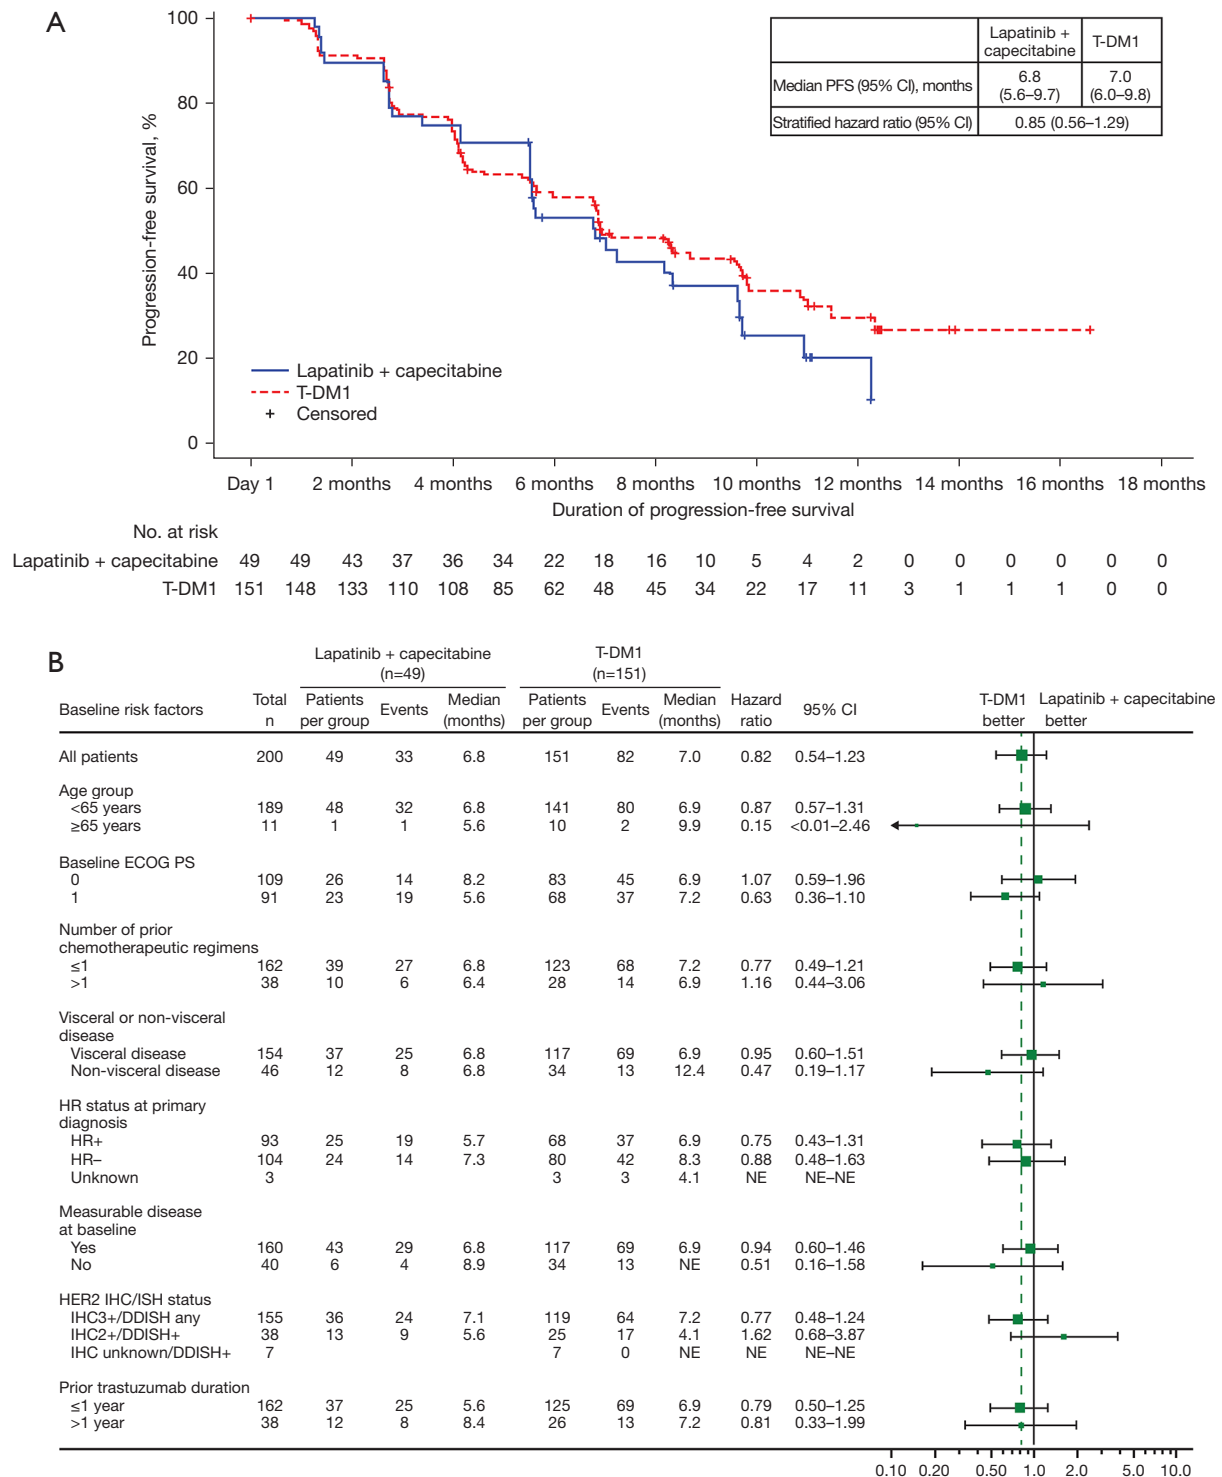 A
Lapatinib + capecitabine T-DM1
Median PFS (95% CI), months 6.8 (5.6–9.7) 7.0 (6.0–9.8)
Stratified hazard ratio (95% CI) 0.85 (0.56–1.29)
Progression-free survival, %
100
80
60
40
20
0
Lapatinib + capecitabine
T-DM1
+ Censored
Day 1 2 months 4 months 6 months 8 months 10 months 12 months 14 months 16 months 18 months
Duration of progression-free survival
No. at risk
Lapatinib + capecitabine 49 49 43 37 36 34 22 18 16 10 5 4 2 0 0 0 0 0 0
T-DM1 151 148 133 110 108 85 62 48 45 34 22 17 11 3 1 1 1 0 0
B
Lapatinib + capecitabine (n=49) T-DM1 (n=151)
Baseline risk factors Total n Patients per group Events Median (months) Patients per group Events Median (months) Hazard ratio 95% CI T-DM1 better Lapatinib + capecitabine better
All patients 200 49 33 6.8 151 82 7.0 0.82 0.54–1.23
Age group
<65 years 189 48 32 6.8 141 80 6.9 0.87 0.57–1.31
≥65 years 11 1 1 5.6 10 2 9.9 0.15 <0.01–2.46
Baseline ECOG PS
0 109 26 14 8.2 83 45 6.9 1.07 0.59–1.96
1 91 23 19 5.6 68 37 7.2 0.63 0.36–1.10
Number of prior
chemotherapeutic regimens
≤1 162 39 27 6.8 123 68 7.2 0.77 0.49–1.21
>1 38 10 6 6.4 28 14 6.9 1.16 0.44–3.06
Visceral or non-visceral
disease
Visceral disease 154 37 25 6.8 117 69 6.9 0.95 0.60–1.51
Non-visceral disease 46 12 8 6.8 34 13 12.4 0.47 0.19–1.17
HR status at primary
diagnosis
HR+ 93 25 19 5.7 68 37 6.9 0.75 0.43–1.31
HR– 104 24 14 7.3 80 42 8.3 0.88 0.48–1.63
Unknown 3 3 3 4.1 NE NE–NE
Measurable disease
at baseline
Yes 160 43 29 6.8 117 69 6.9 0.94 0.60–1.46
No 40 6 4 8.9 34 13 NE 0.51 0.16–1.58
HER2 IHC/ISH status
IHC3+/DDISH any 155 36 24 7.1 119 64 7.2 0.77 0.48–1.24
IHC2+/DDISH+ 38 13 9 5.6 25 17 4.1 1.62 0.68–3.87
IHC unknown/DDISH+ 7 7 0 NE NE NE–NE
Prior trastuzumab duration
≤1 year 162 37 25 5.6 125 69 6.9 0.79 0.50–1.25
>1 year 38 12 8 8.4 26 13 7.2 0.81 0.33–1.99
0.10 0.20 0.50 1.0 2.0 5.0 10.0